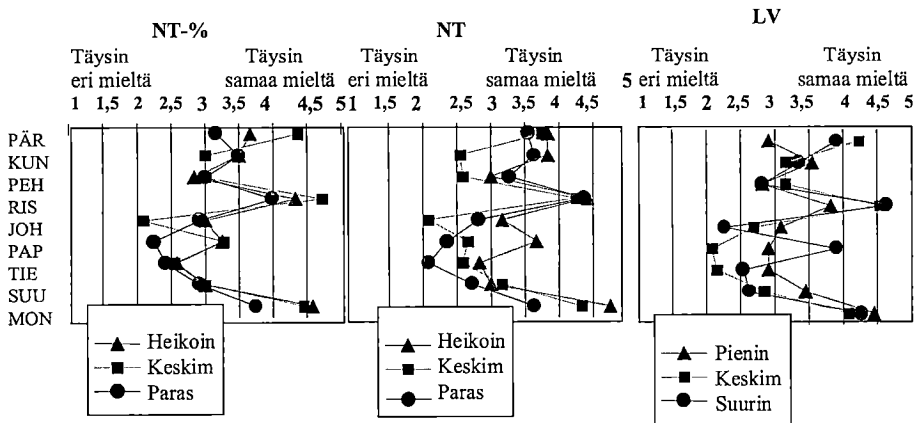 NT-% NT LV
Täysin eri mieltä Täysin samaa mieltä Täysin eri mieltä Täysin samaa mieltä 5 Täysin eri mieltä Täysin samaa mieltä
1 1,5 2 2,5 3 3,5 4 4,5 5 1 1,5 2 2,5 3 3,5 4 4,5 1 1,5 2 2,5 3 3,5 4 4,5 5
PÄR
KUN
PEH
RIS
JOH
PAP
TIE
SUU
MON
Heikoin
Keskim
Paras
Heikoin
Keskim
Paras
Pienin
Keskim
Suurin